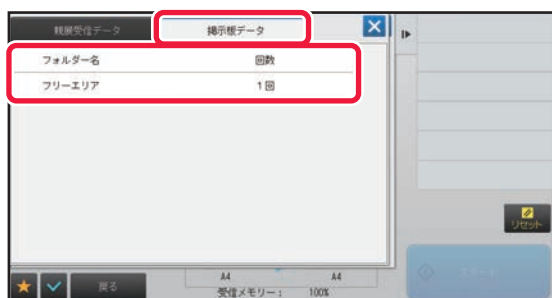 親展受信データ
掲示板データ
フォルダー名 回数
フリーエリア 1回
リセット
戻る
A4 A4
受信メモリー： 100%
スタート